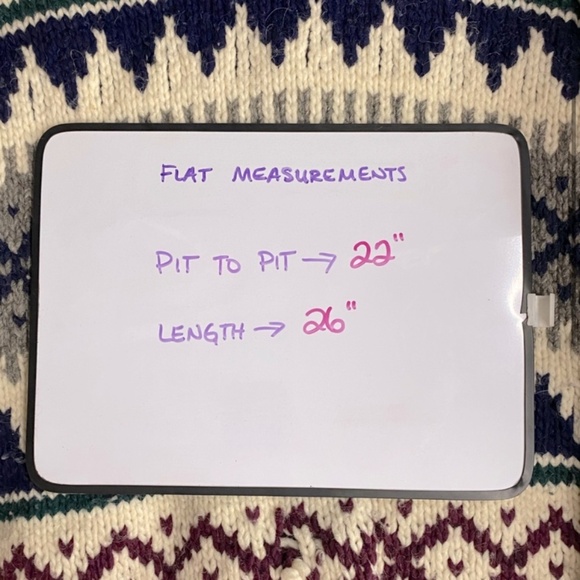 FLAT MEASUREMENTS
PIT TO PIT → 22"
LENGTH → 26"